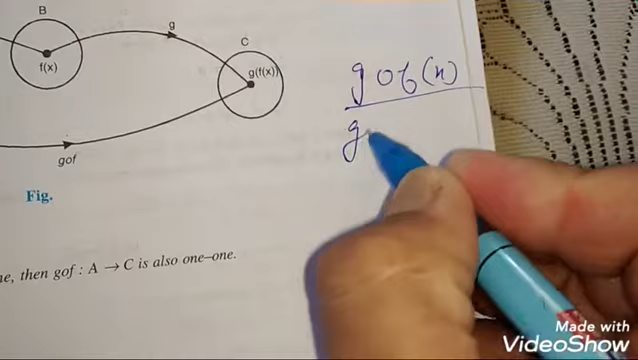 B
g
C
f(x)
g(f(x))
gof(x)
g
gof
Fig.
ne, then gof : A → C is also one–one.
Made with
VideoShow